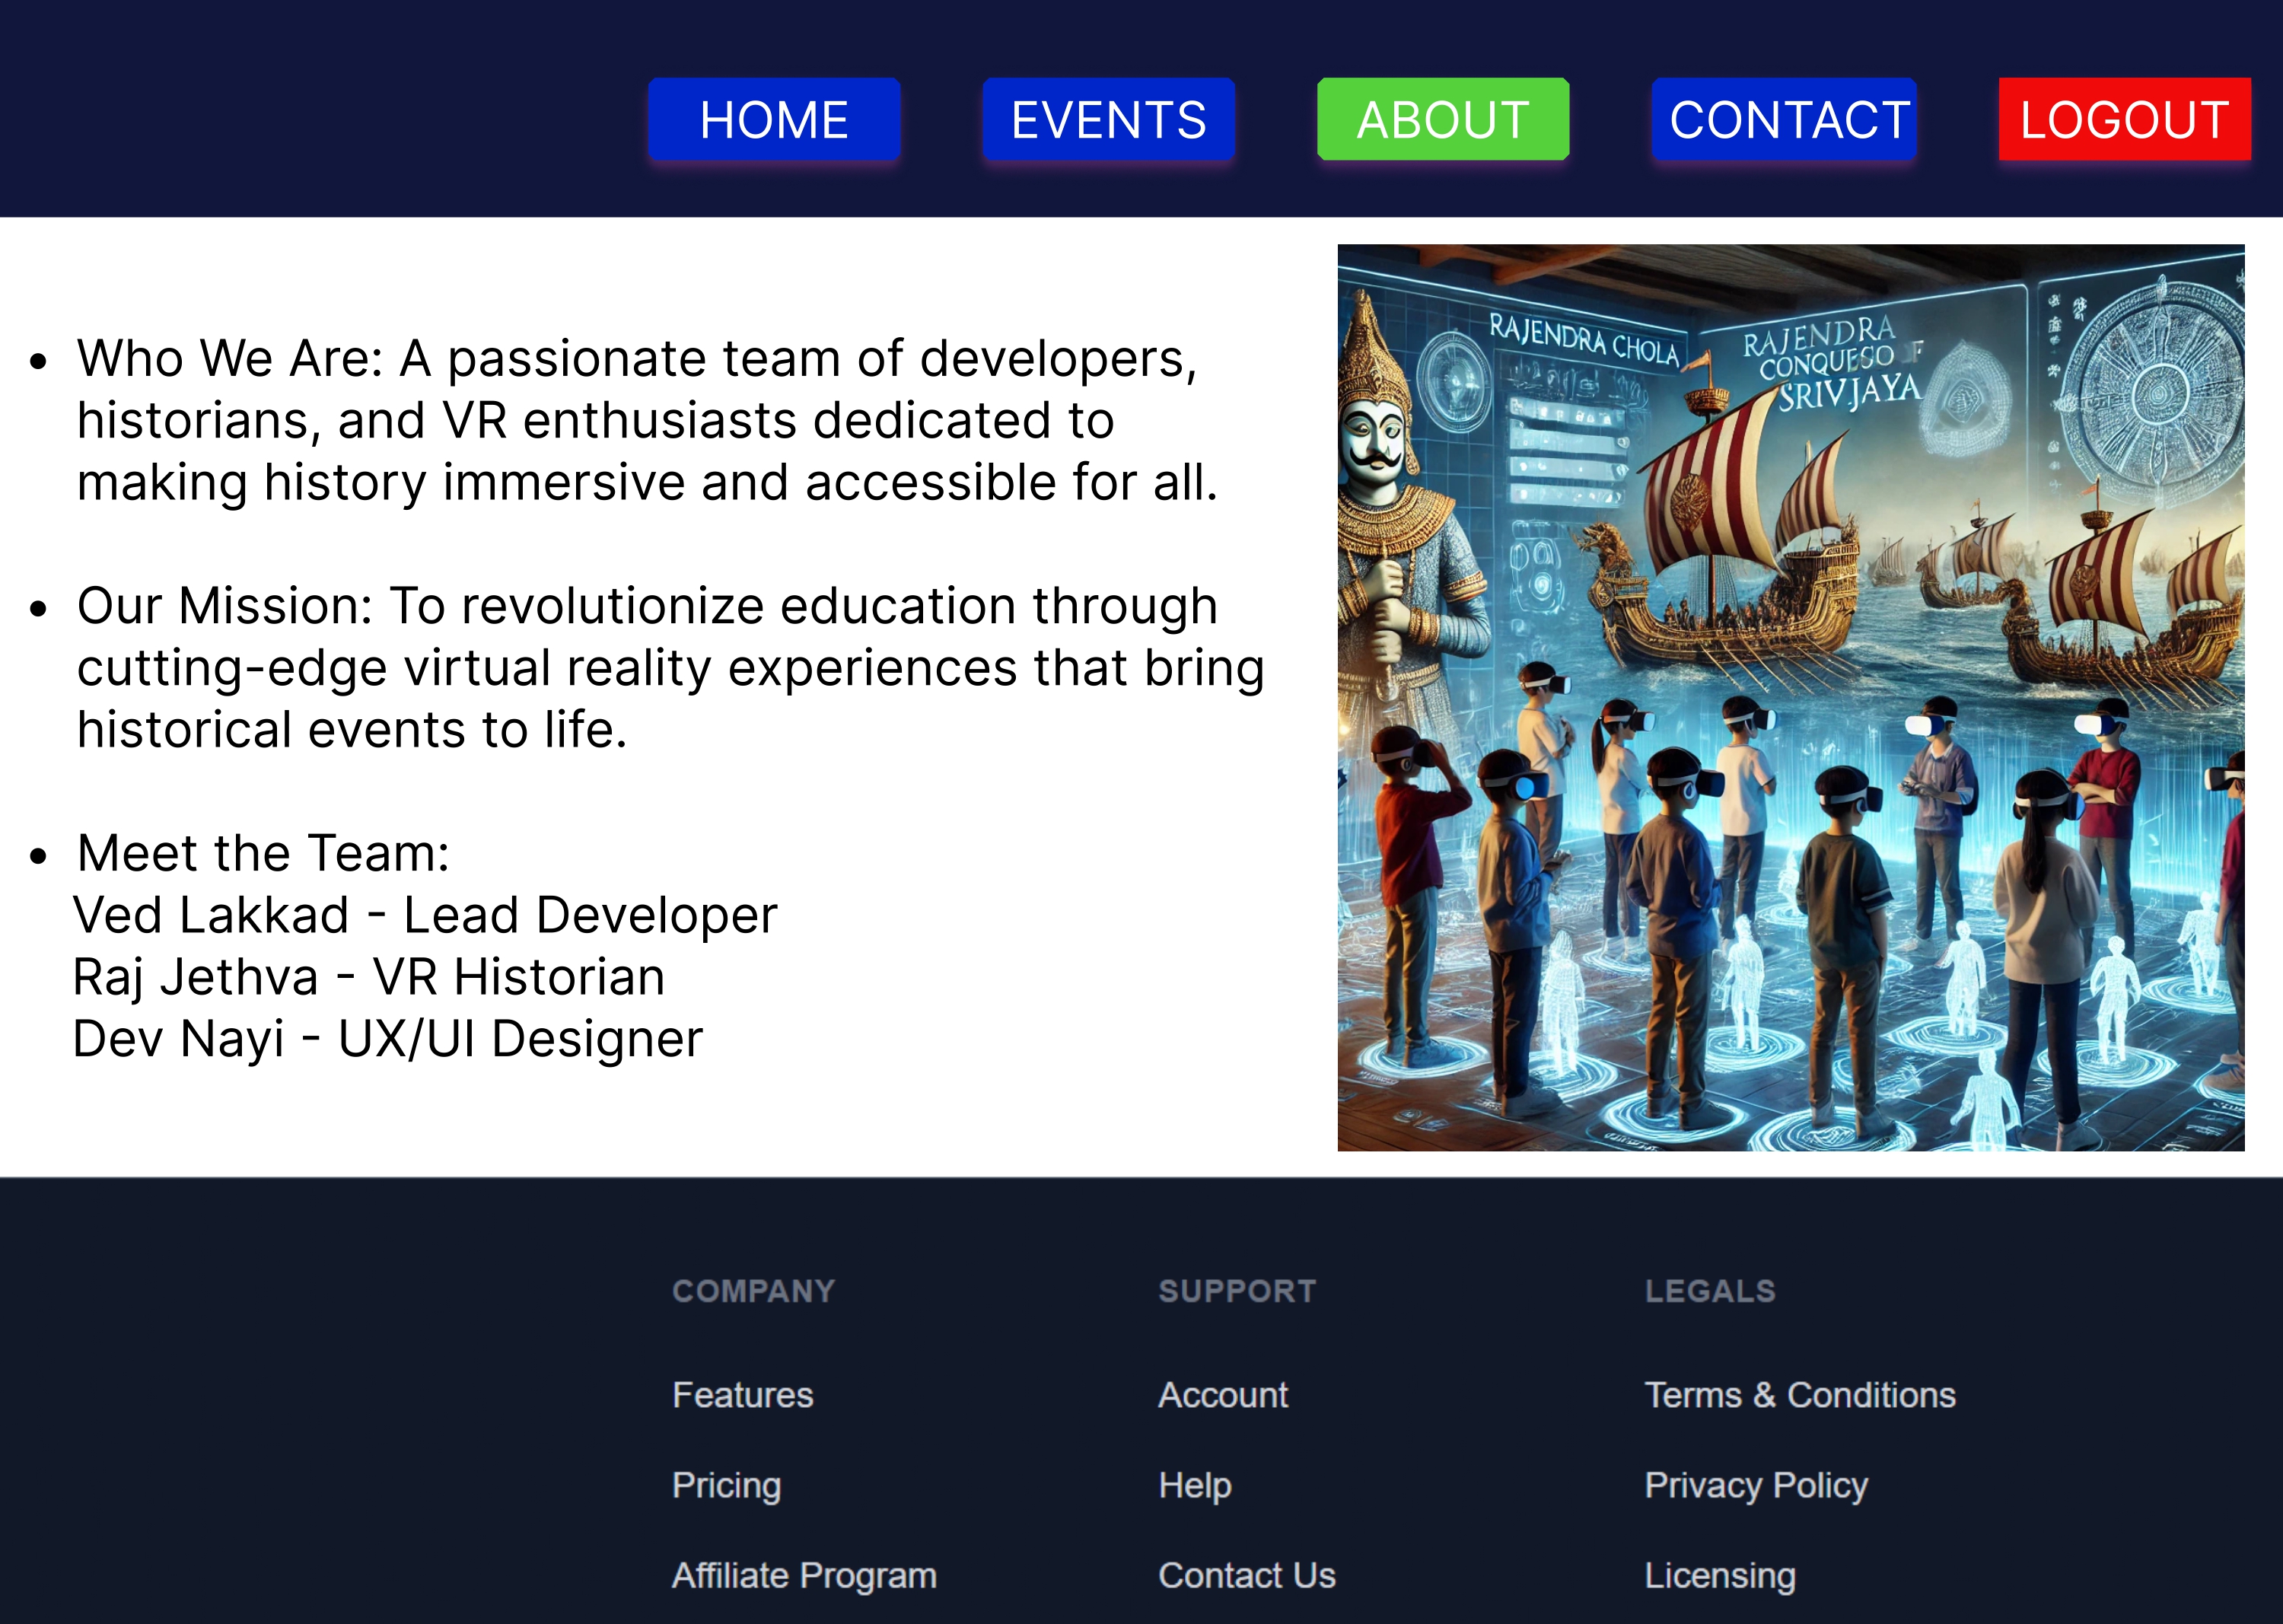 HOME EVENTS ABOUT CONTACT LOGOUT
• Who We Are: A passionate team of developers,
historians, and VR enthusiasts dedicated to
making history immersive and accessible for all.
• Our Mission: To revolutionize education through
cutting-edge virtual reality experiences that bring
historical events to life.
• Meet the Team:
Ved Lakkad - Lead Developer
Raj Jethva - VR Historian
Dev Nayi - UX/UI Designer
RAJENDRA CHOLA
RAJENDRA
CONQUESO F
SRIVJAYA
COMPANY SUPPORT LEGALS
Features Account Terms & Conditions
Pricing Help Privacy Policy
Affiliate Program Contact Us Licensing